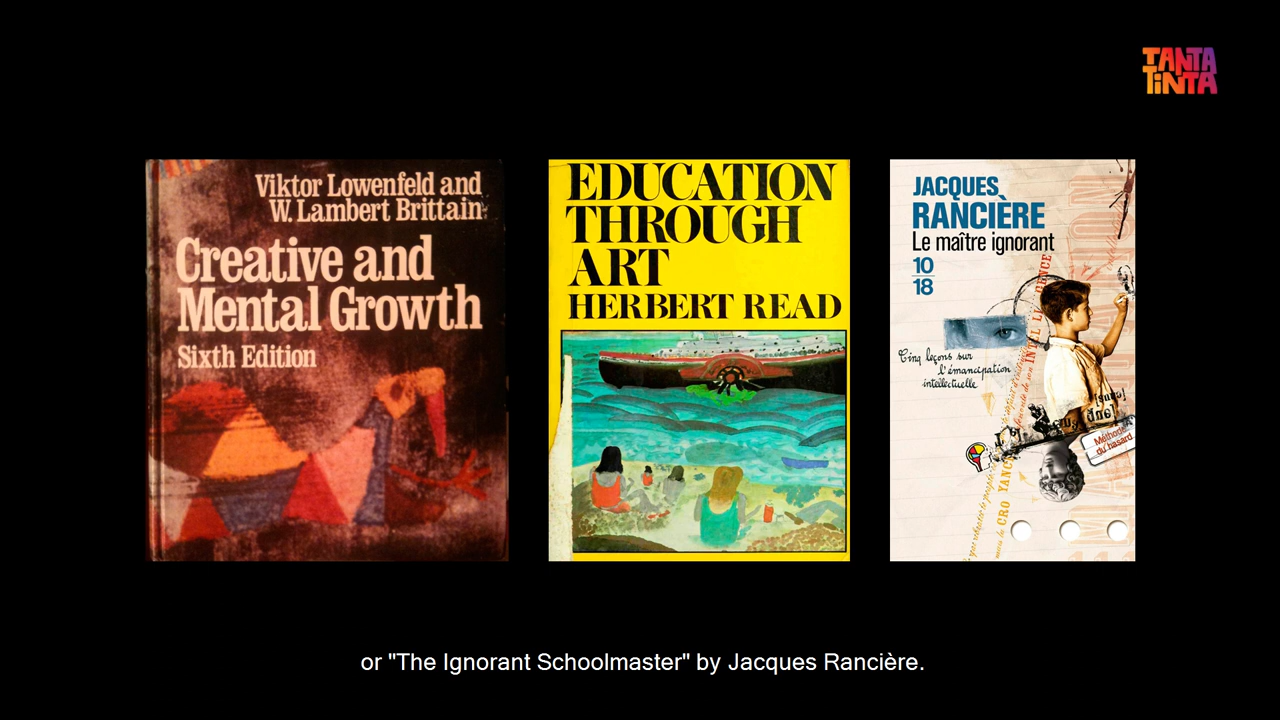 TANTA
TINTA
Viktor Lowenfeld and
W. Lambert Brittain
Creative and
Mental Growth
Sixth Edition
EDUCATION
THROUGH
ART
HERBERT READ
JACQUES
RANCIÈRE
Le maître ignorant
10
18
Cinq leçons sur
l'émancipation
intellectuelle
Méthode
du hasard
or "The Ignorant Schoolmaster" by Jacques Rancière.